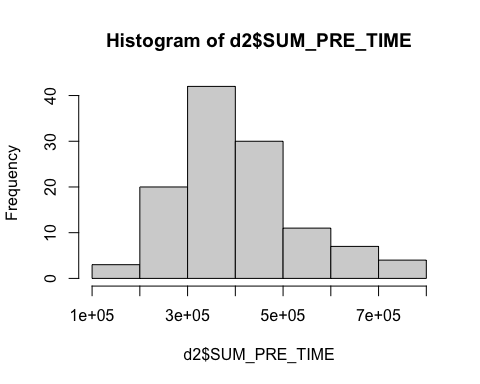 Histogram of d2$SUM_PRE_TIME
Frequency
40
30
20
10
0
1e+05 3e+05 5e+05 7e+05
d2$SUM_PRE_TIME